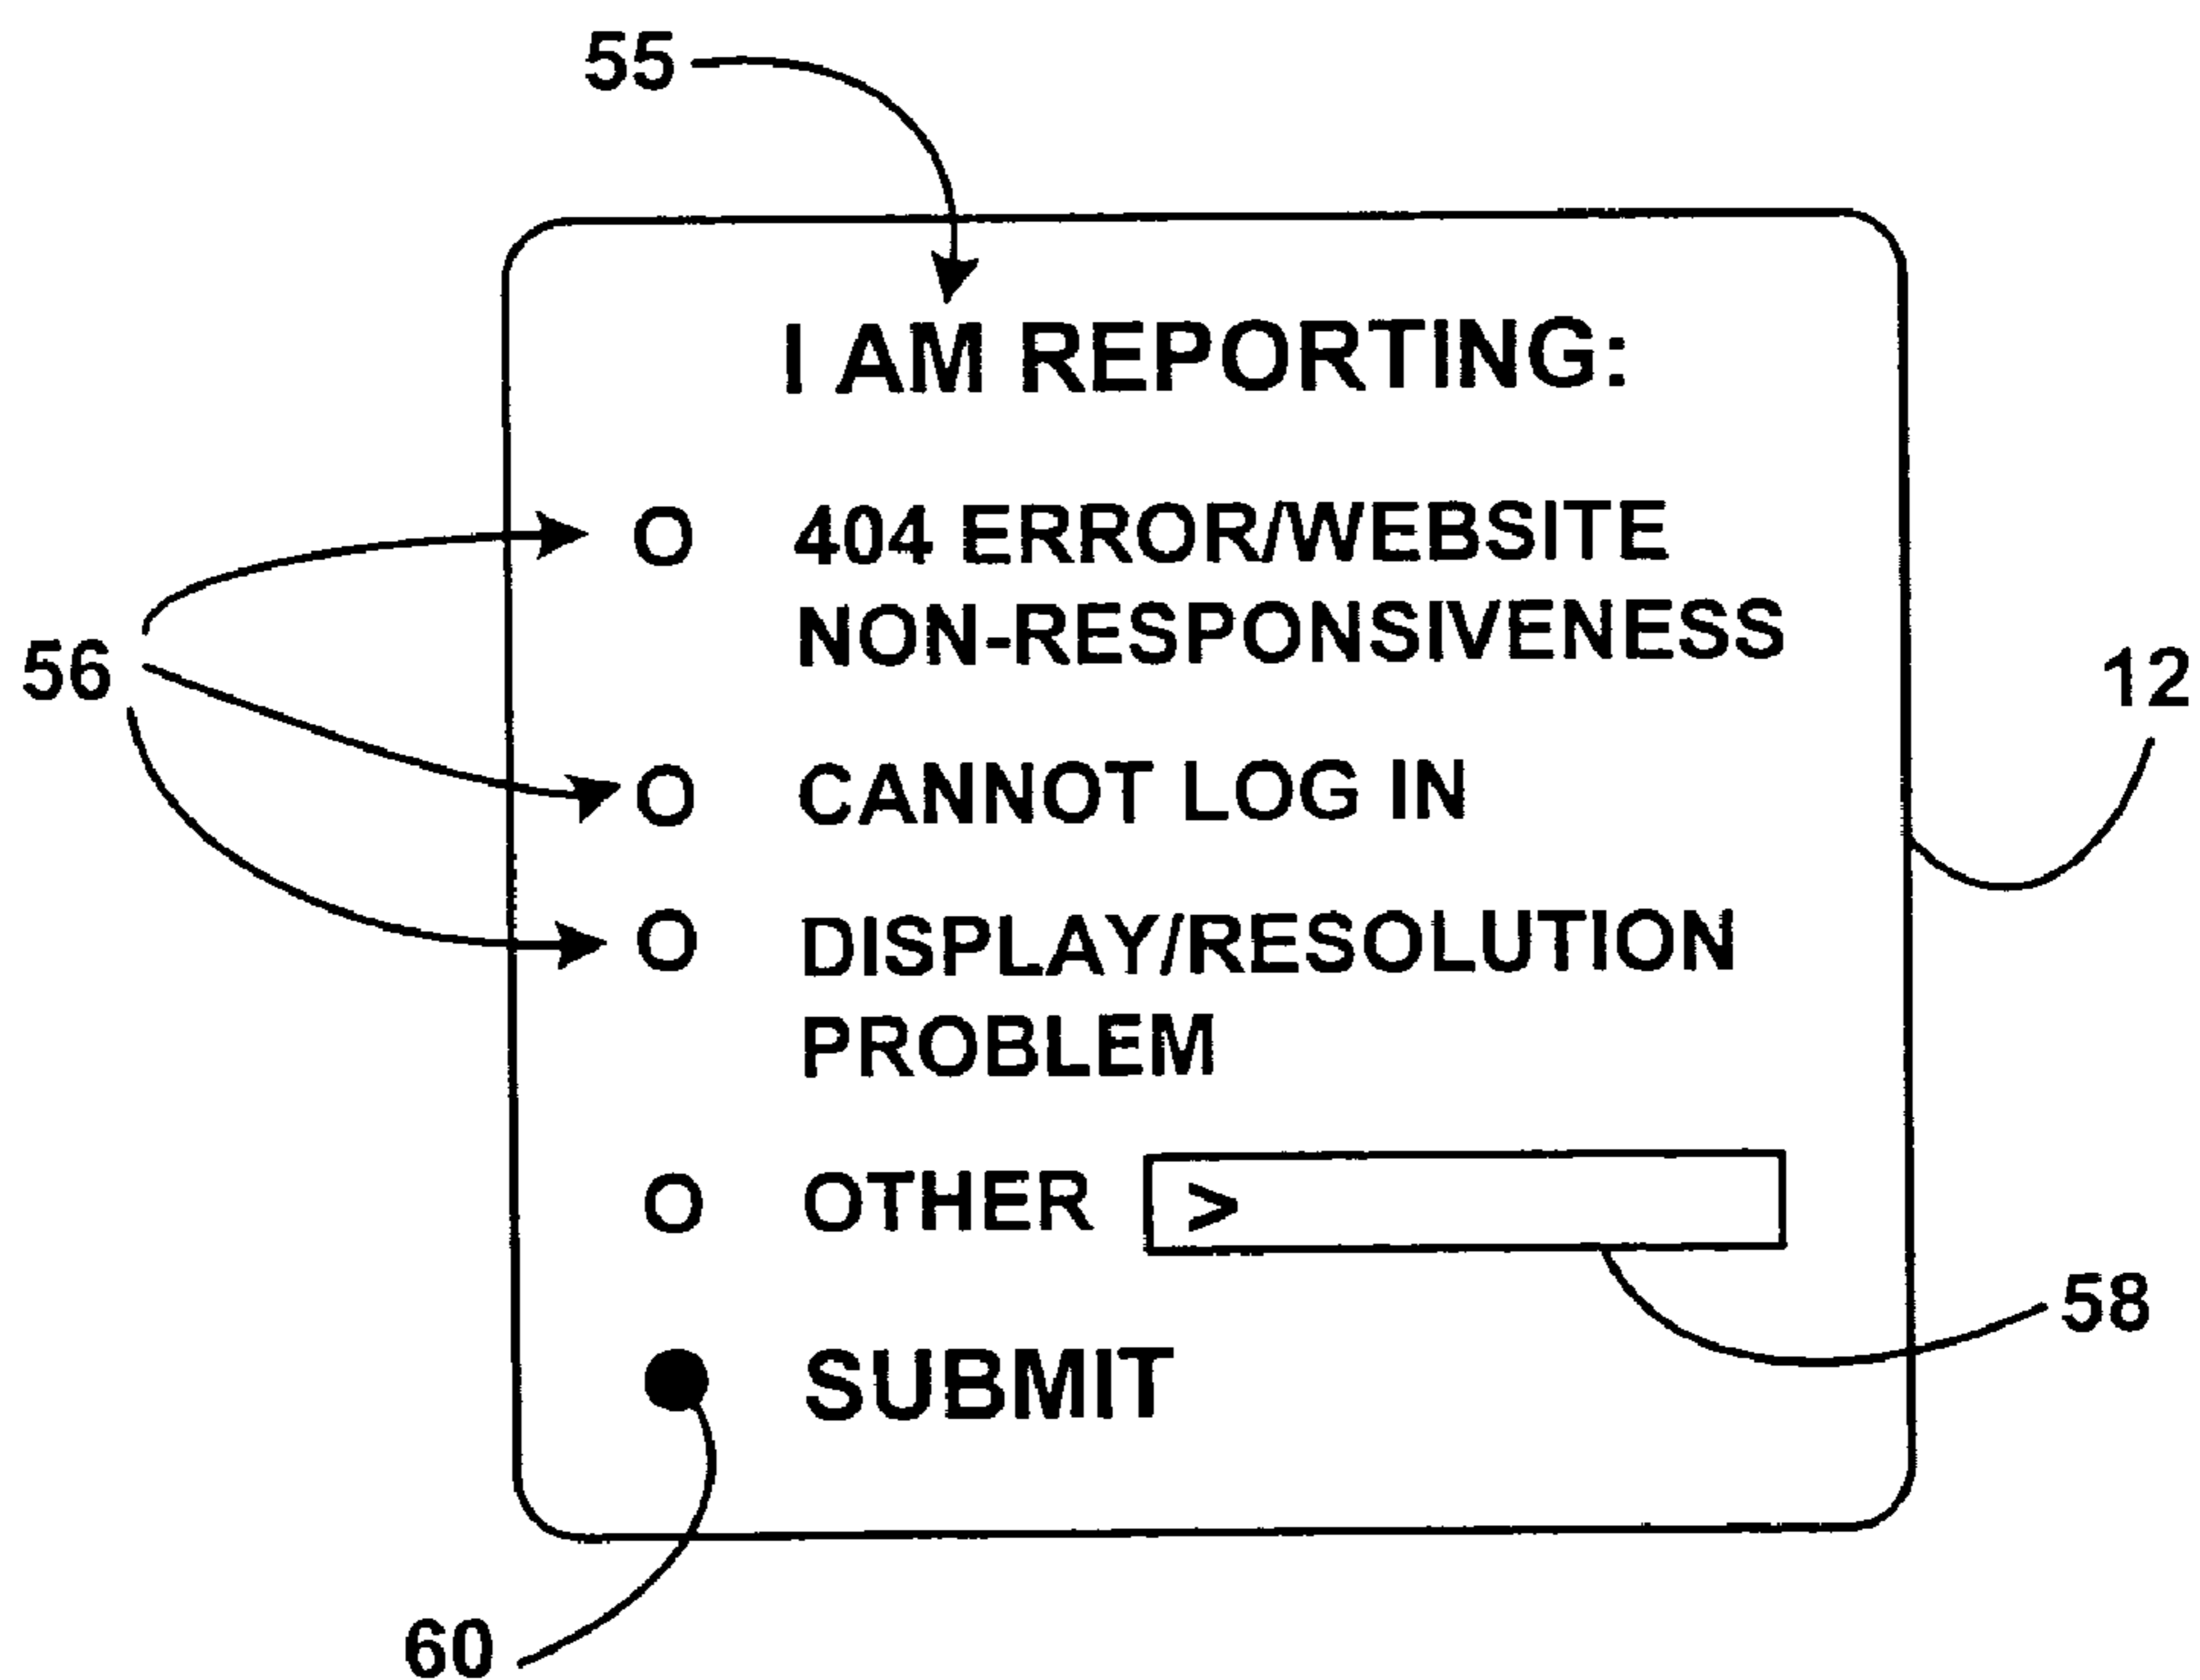 55
I AM REPORTING:
404 ERROR/WEBSITE
NON-RESPONSIVENESS
56
12
CANNOT LOG IN
DISPLAY/RESOLUTION
PROBLEM
OTHER >
58
SUBMIT
60